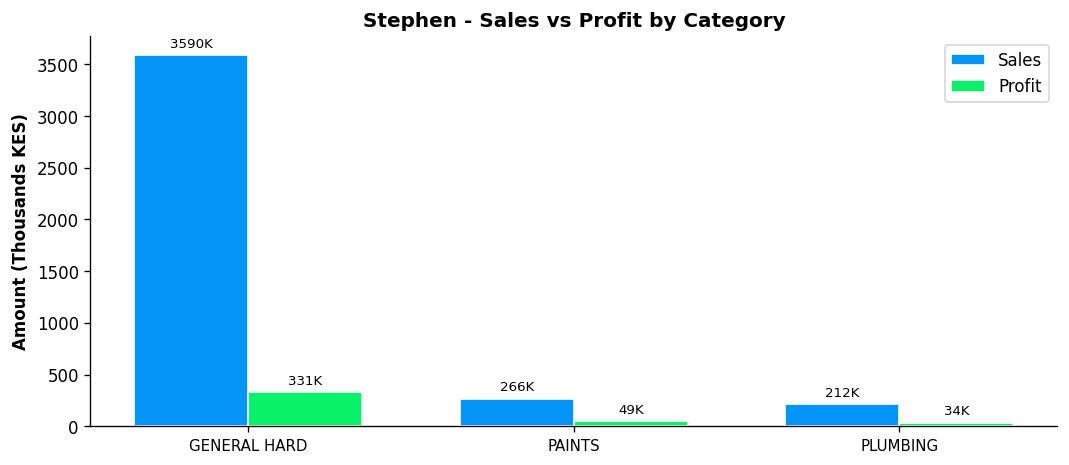 Stephen - Sales vs Profit by Category
Amount (Thousands KES)
3500
3000
2500
2000
1500
1000
500
0
3590K
331K
266K
49K
212K
34K
Sales
Profit
GENERAL HARD
PAINTS
PLUMBING